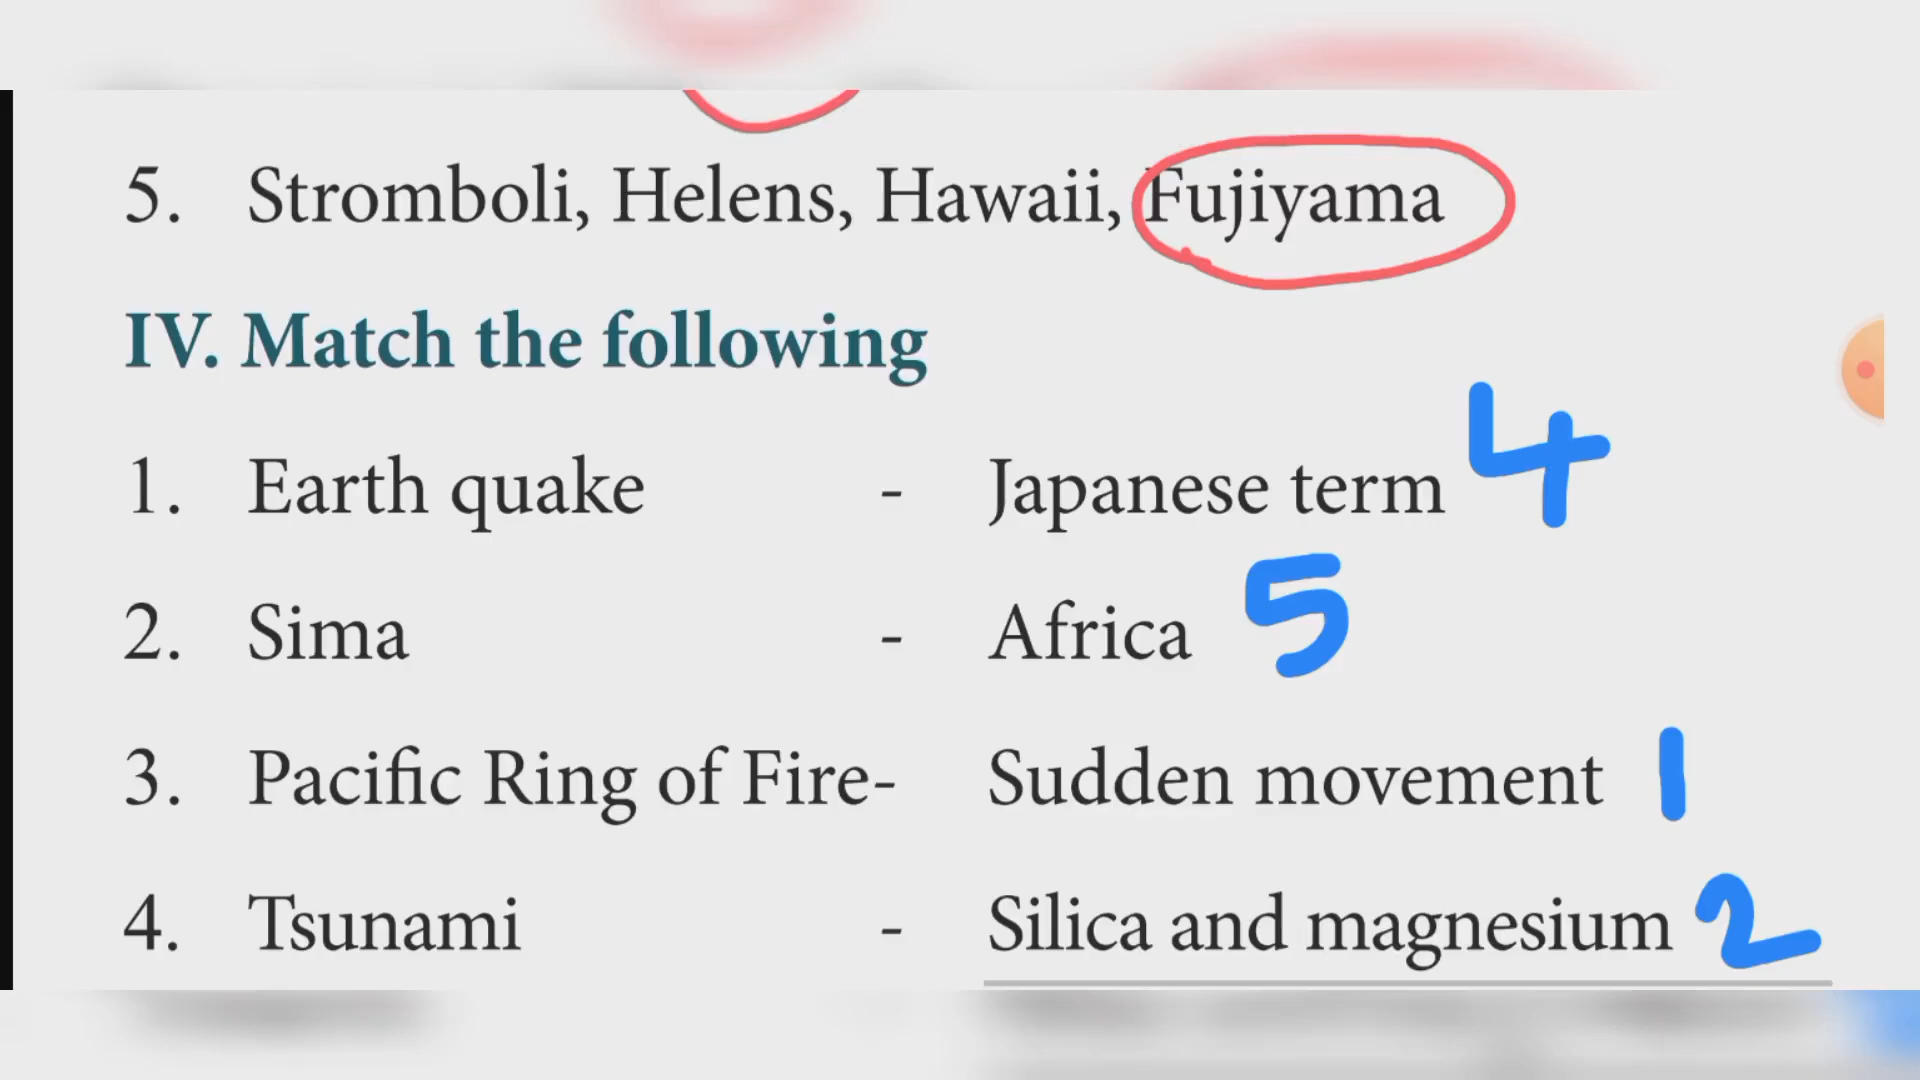 5. Stromboli, Helens, Hawaii, Fujiyama
IV. Match the following
1. Earth quake - Japanese term 4
2. Sima - Africa 5
3. Pacific Ring of Fire- Sudden movement 1
4. Tsunami - Silica and magnesium 2